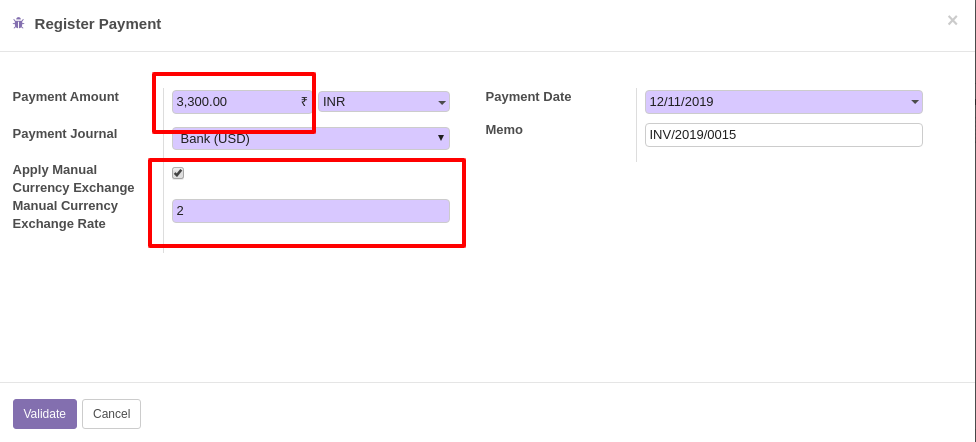 Register Payment
×
Payment Amount
3,300.00 ₹
INR
Payment Date
12/11/2019
Payment Journal
Bank (USD)
Memo
INV/2019/0015
Apply Manual
Currency Exchange
Manual Currency
Exchange Rate
2
Validate
Cancel